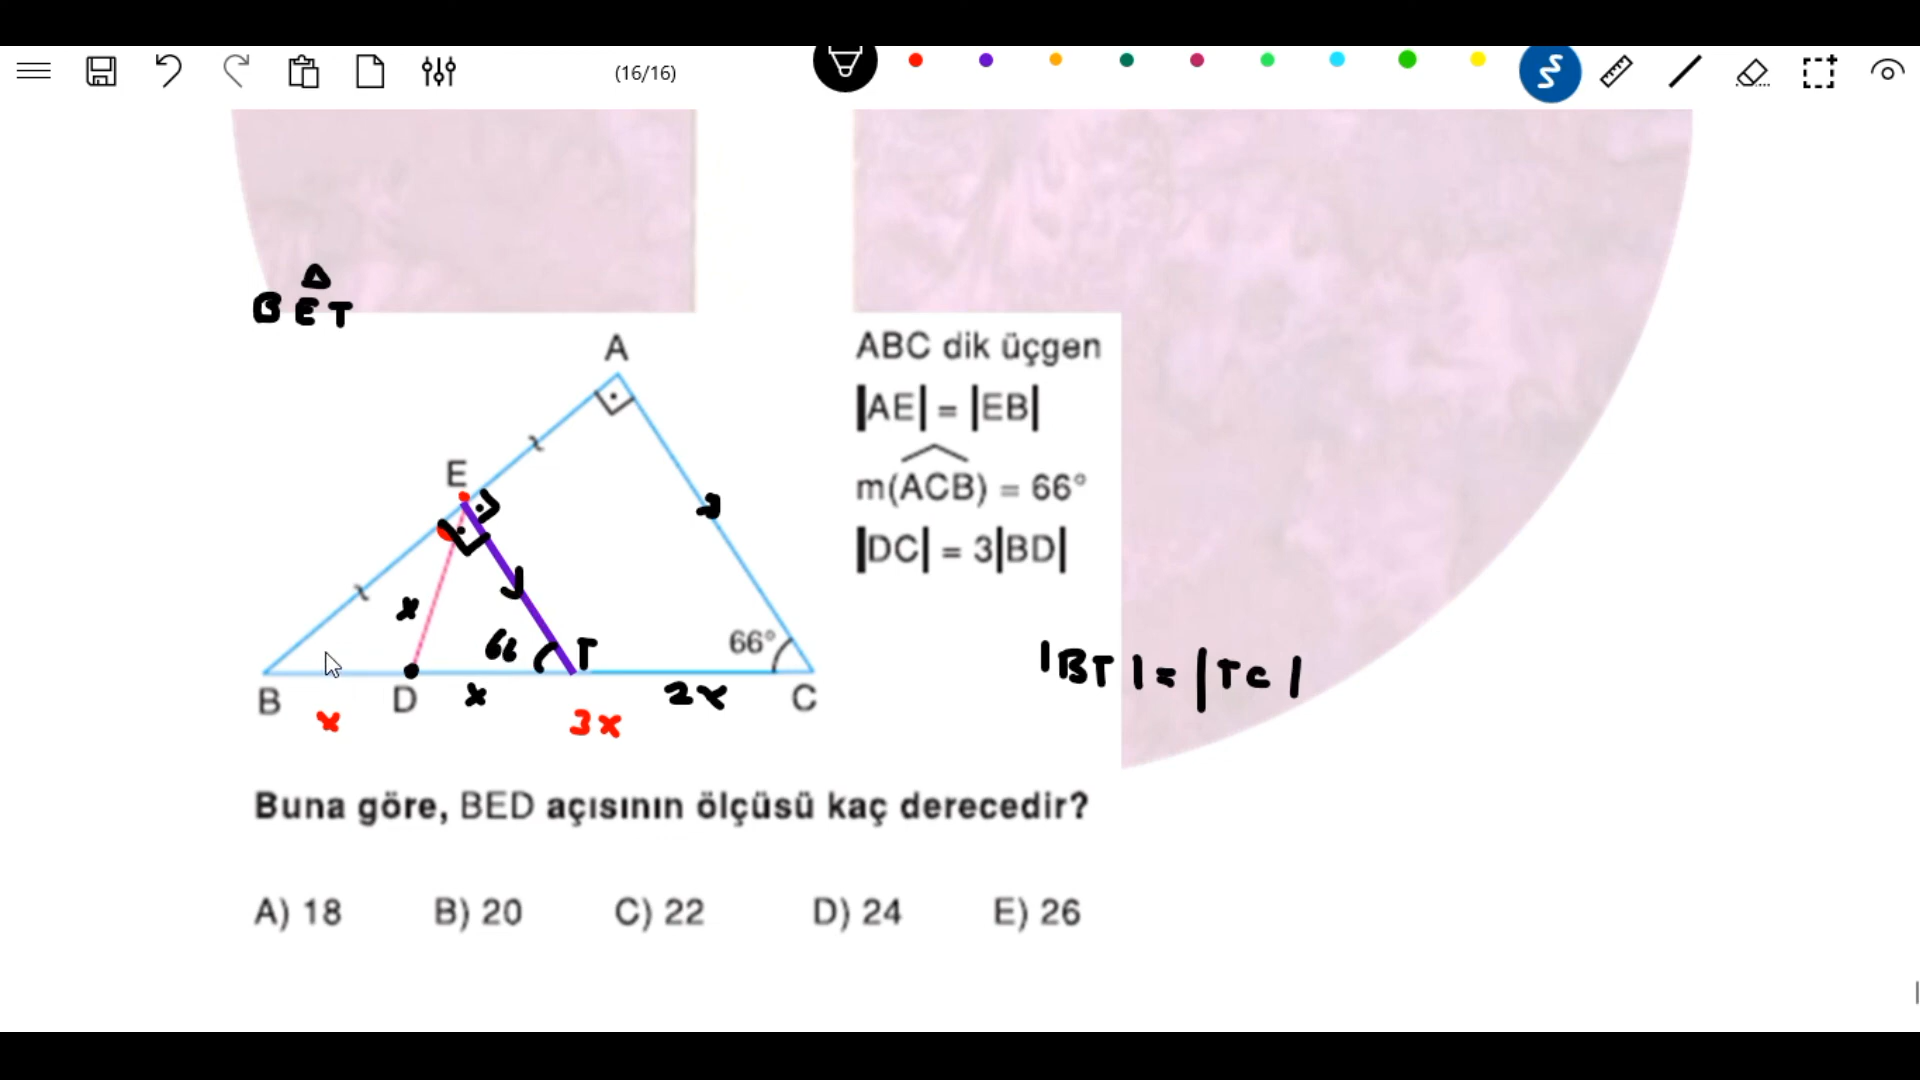 (16/16)
Δ
BET
A
ABC dik üçgen
|AE| = |EB|
E
m(ACB) = 66°
|DC| = 3|BD|
x
66
T
66°
|BT| = |TC|
B
D
x
2x
C
x
3x
Buna göre, BED açısının ölçüsü kaç derecedir?
A) 18 B) 20 C) 22 D) 24 E) 26